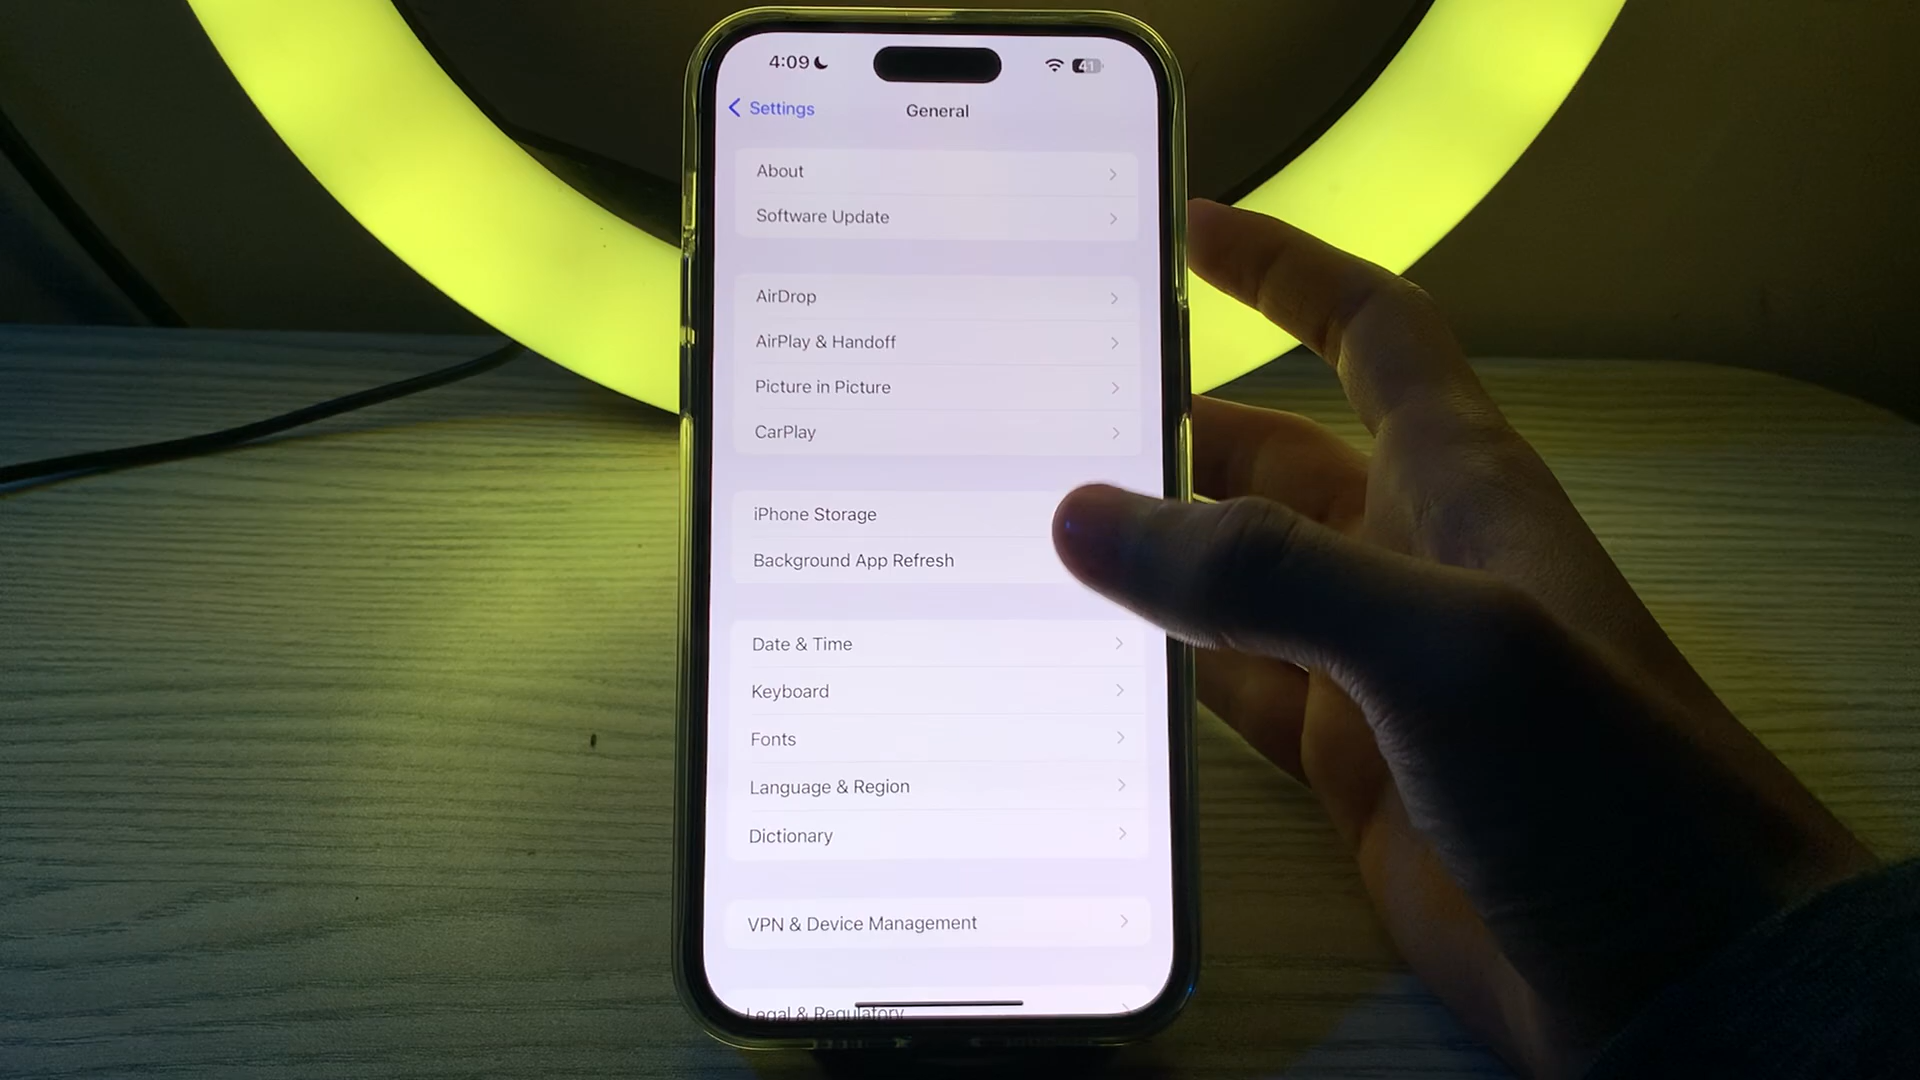 4:09
41
Settings
General
About
Software Update
AirDrop
AirPlay & Handoff
Picture in Picture
CarPlay
iPhone Storage
Background App Refresh
Date & Time
Keyboard
Fonts
Language & Region
Dictionary
VPN & Device Management
Legal & Regulatory